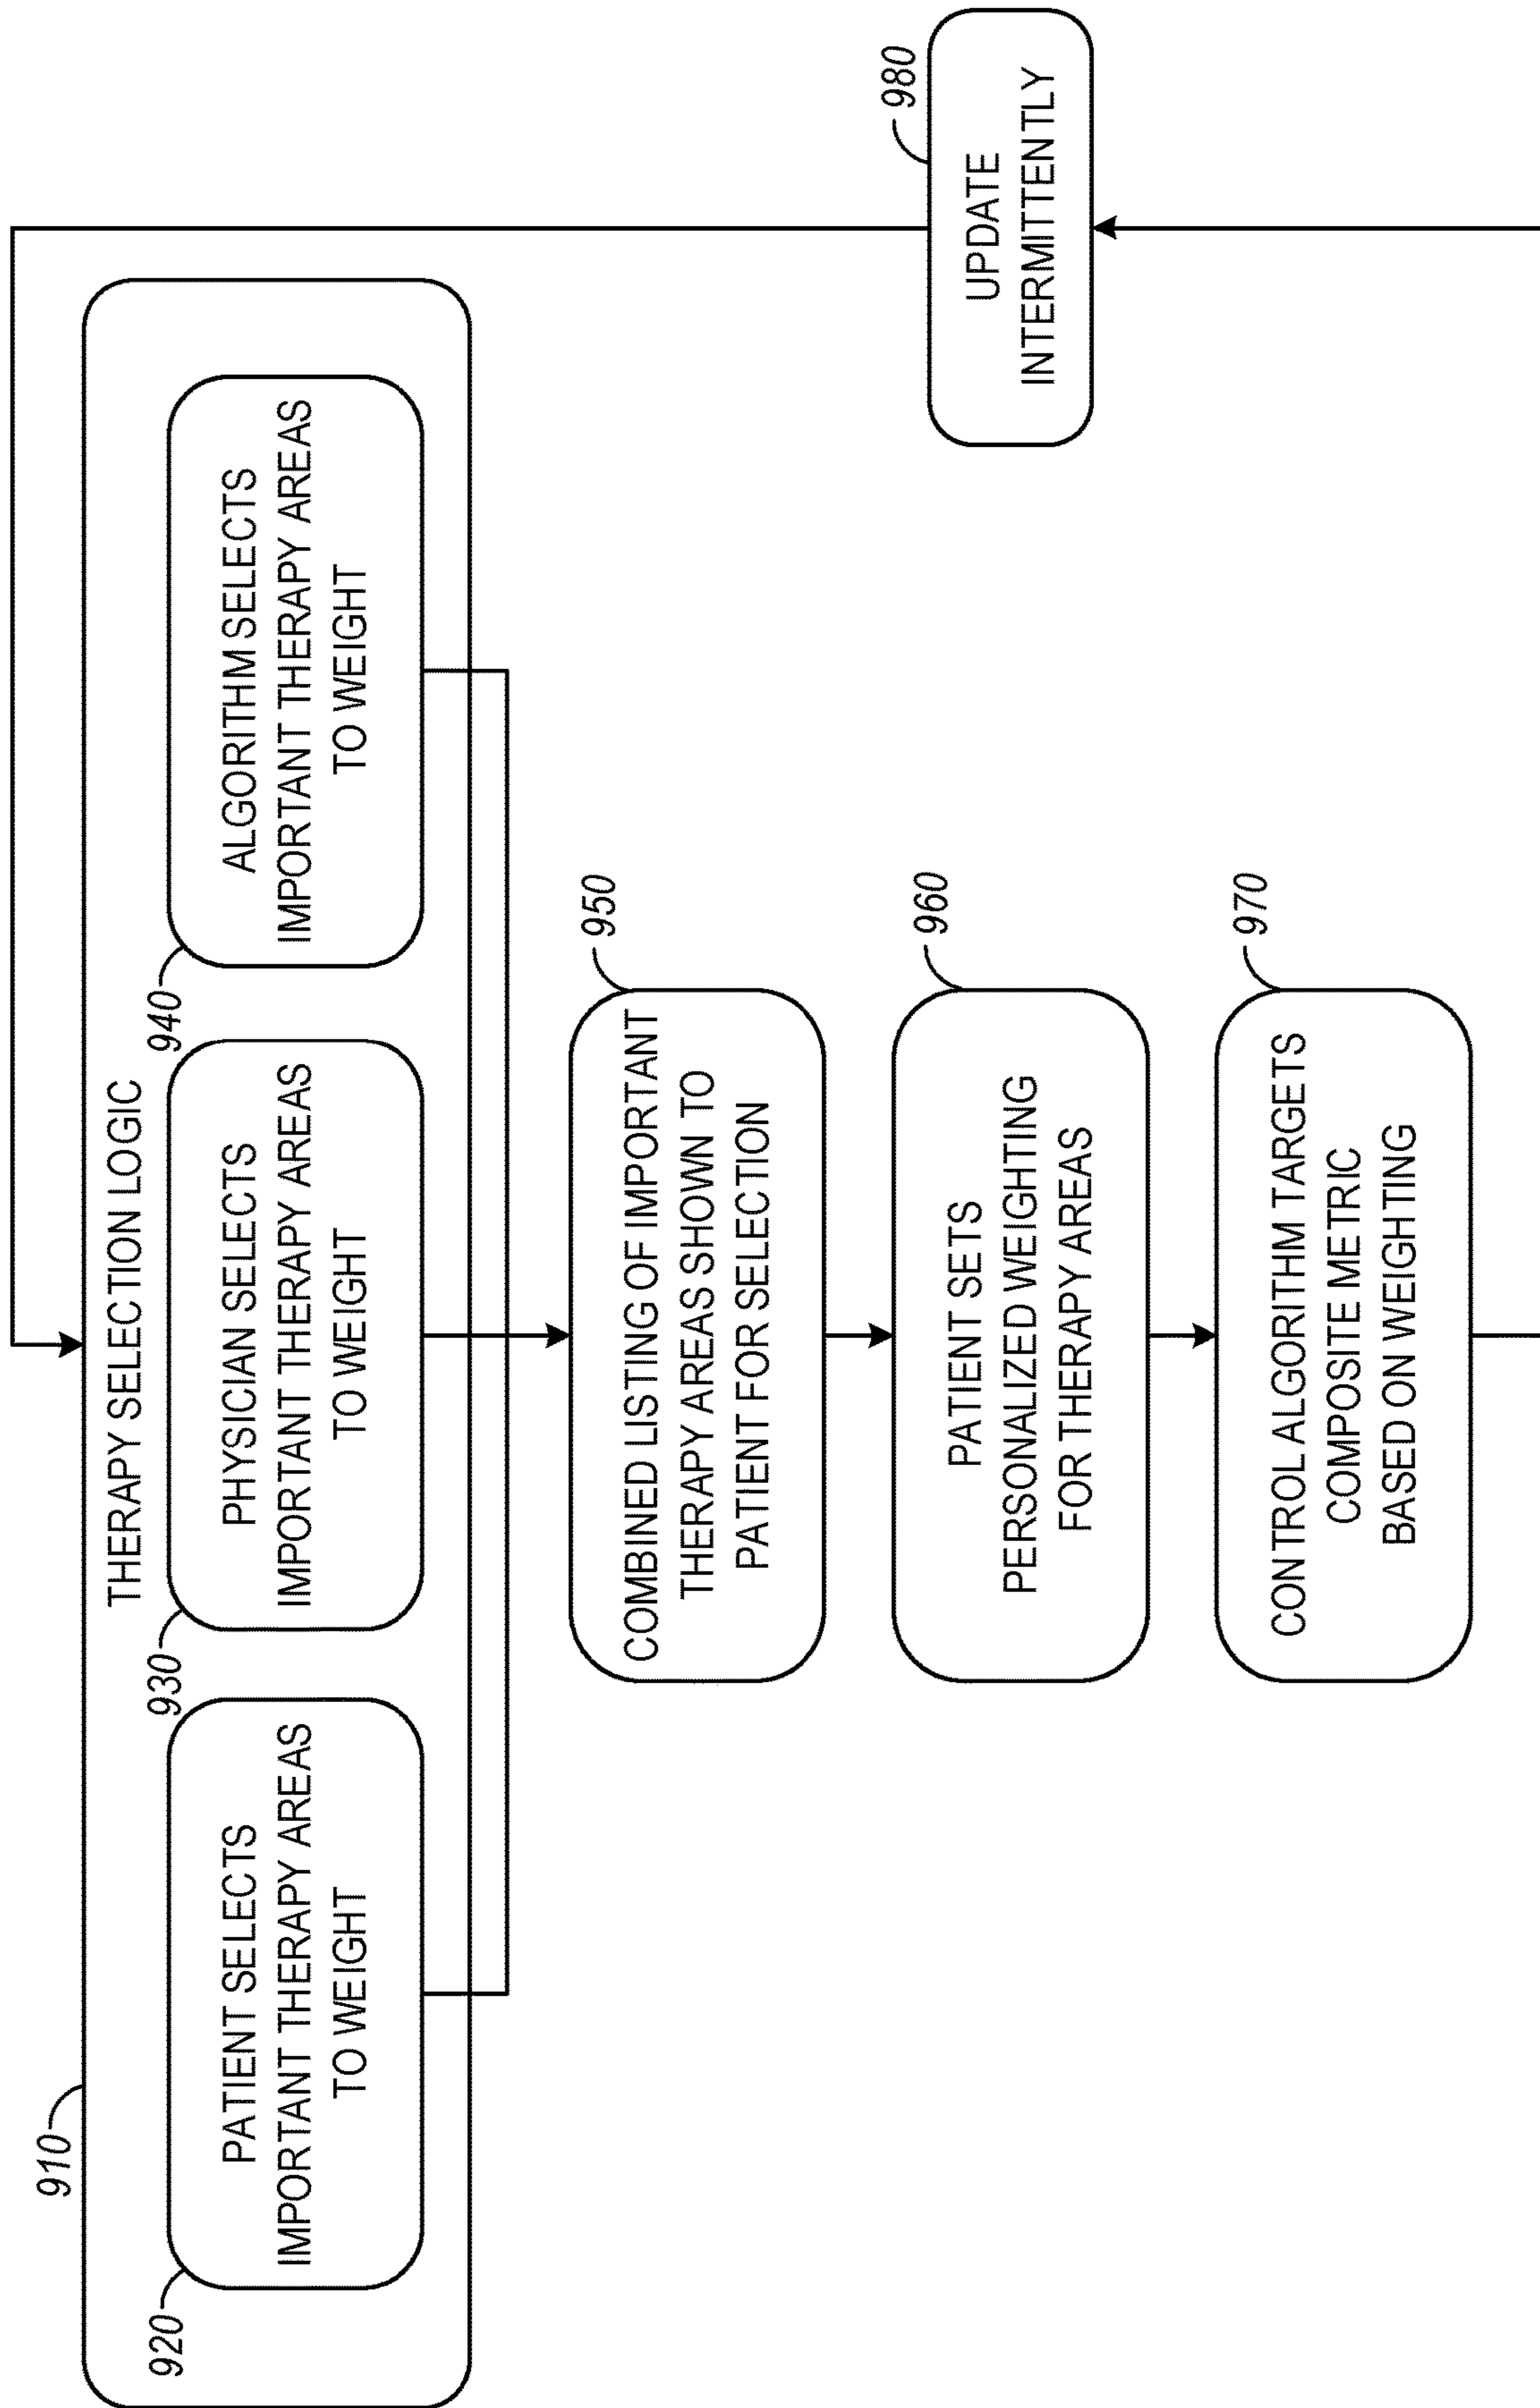 910
THERAPY SELECTION LOGIC
920
PATIENT SELECTS
IMPORTANT THERAPY AREAS
TO WEIGHT
930
PHYSICIAN SELECTS
IMPORTANT THERAPY AREAS
TO WEIGHT
940
ALGORITHM SELECTS
IMPORTANT THERAPY AREAS
TO WEIGHT
950
COMBINED LISTING OF IMPORTANT
THERAPY AREAS SHOWN TO
PATIENT FOR SELECTION
960
PATIENT SETS
PERSONALIZED WEIGHTING
FOR THERAPY AREAS
970
CONTROL ALGORITHM TARGETS
COMPOSITE METRIC
BASED ON WEIGHTING
980
UPDATE
INTERMITTENTLY